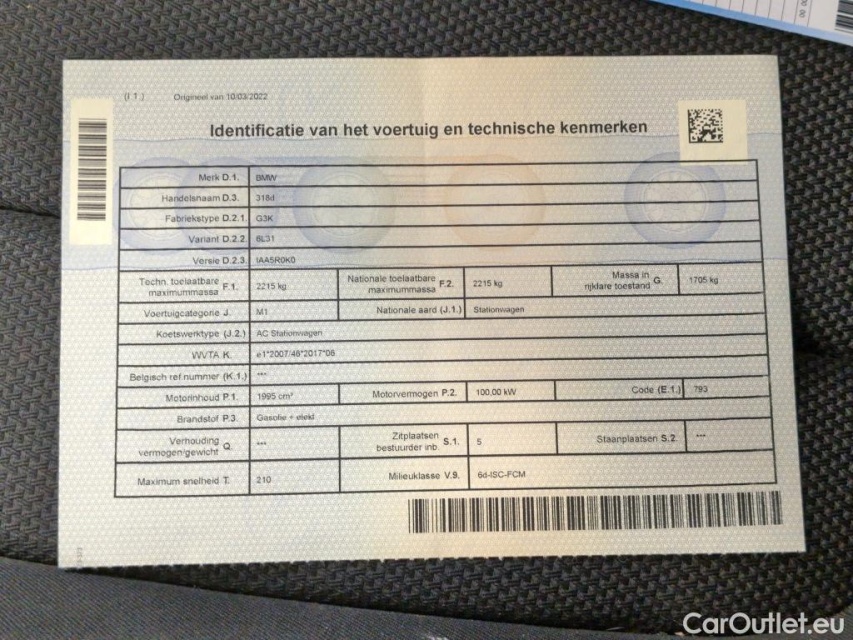 (I 1.) Origineel van 10/03/2022
Identificatie van het voertuig en technische kenmerken
Merk D.1. BMW
Handelsnaam D.3. 318d
Fabriekstype D.2.1. G3K
Variant D.2.2. 6L31
Versie D.2.3. IAA5R0K0
Techn. toelaatbare maximummassa F.1. 2215 kg Nationale toelaatbare maximummassa F.2. 2215 kg Massa in rijklare toestand G. 1705 kg
Voertuigcategorie J. M1 Nationale aard (J.1.) Stationwagen
Koetswerktype (J.2.) AC Stationwagen
WVTA K. e1*2007/46*2017*06
Belgisch ref nummer (K.1.) ***
Motorinhoud P.1. 1995 cm³ Motorvermogen P.2. 100,00 kW Code (E.1.) 793
Brandstof P.3. Gasolie + elekt
Verhouding vermogen/gewicht Q. *** Zitplaatsen bestuurder inb. S.1. 5 Staanplaatsen S.2. ***
Maximum snelheid T. 210 Milieuklasse V.9. 6d-ISC-FCM
CarOutlet.eu